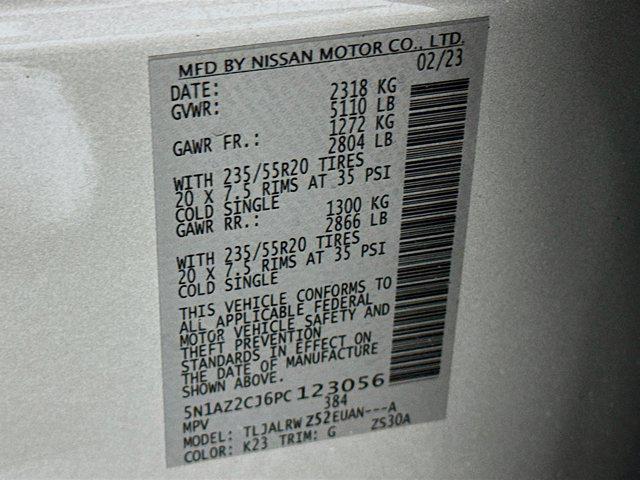 MFD BY NISSAN MOTOR CO., LTD.
DATE: 02/23
GVWR: 2318 KG
5110 LB
GAWR FR.: 1272 KG
2804 LB
WITH 235/55R20 TIRES
20 X 7.5 RIMS AT 35 PSI
COLD SINGLE
GAWR RR.: 1300 KG
2866 LB
WITH 235/55R20 TIRES
20 X 7.5 RIMS AT 35 PSI
COLD SINGLE
THIS VEHICLE CONFORMS TO
ALL APPLICABLE FEDERAL
MOTOR VEHICLE SAFETY AND
THEFT PREVENTION
STANDARDS IN EFFECT ON
THE DATE OF MANUFACTURE
SHOWN ABOVE.
5N1AZ2CJ6PC123056
MPV 384
MODEL: TLJALRWZ52EUAN---A
COLOR: K23 TRIM: G ZS30A